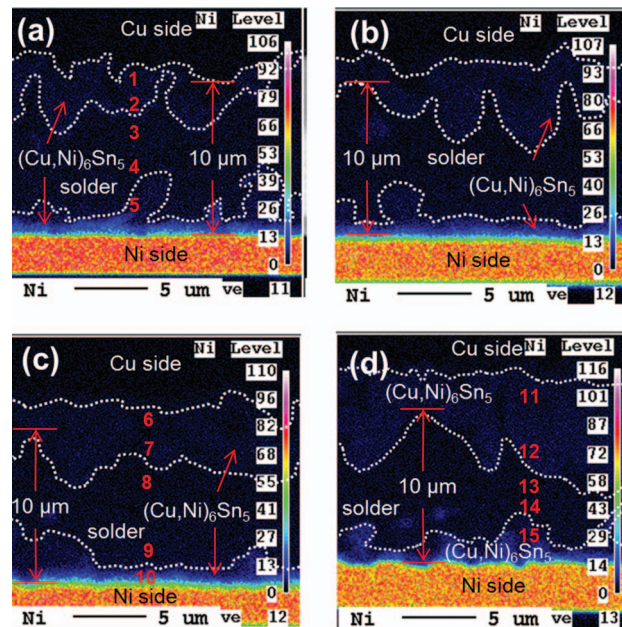 (a)
Cu side
Ni Level
106
92
79
66
53
39
26
13
0
1
2
3
4
5
(Cu,Ni)6Sn5
solder
10 µm
Ni side
Ni 5 um ve 11
(b)
Cu side
Ni Level
107
93
80
66
53
40
26
13
0
10 µm
solder
(Cu,Ni)6Sn5
Ni side
Ni 5 um ve 12
(c)
Cu side
Ni Level
110
96
82
68
55
41
27
13
0
6
7
8
9
10
10 µm
(Cu,Ni)6Sn5
solder
Ni side
Ni 5 um ve 12
(d)
Cu side
Ni Level
116
101
87
72
58
43
29
14
0
(Cu,Ni)6Sn5
11
12
13
14
15
10 µm
solder
(Cu,Ni)6Sn5
Ni side
Ni 5 um ve 13